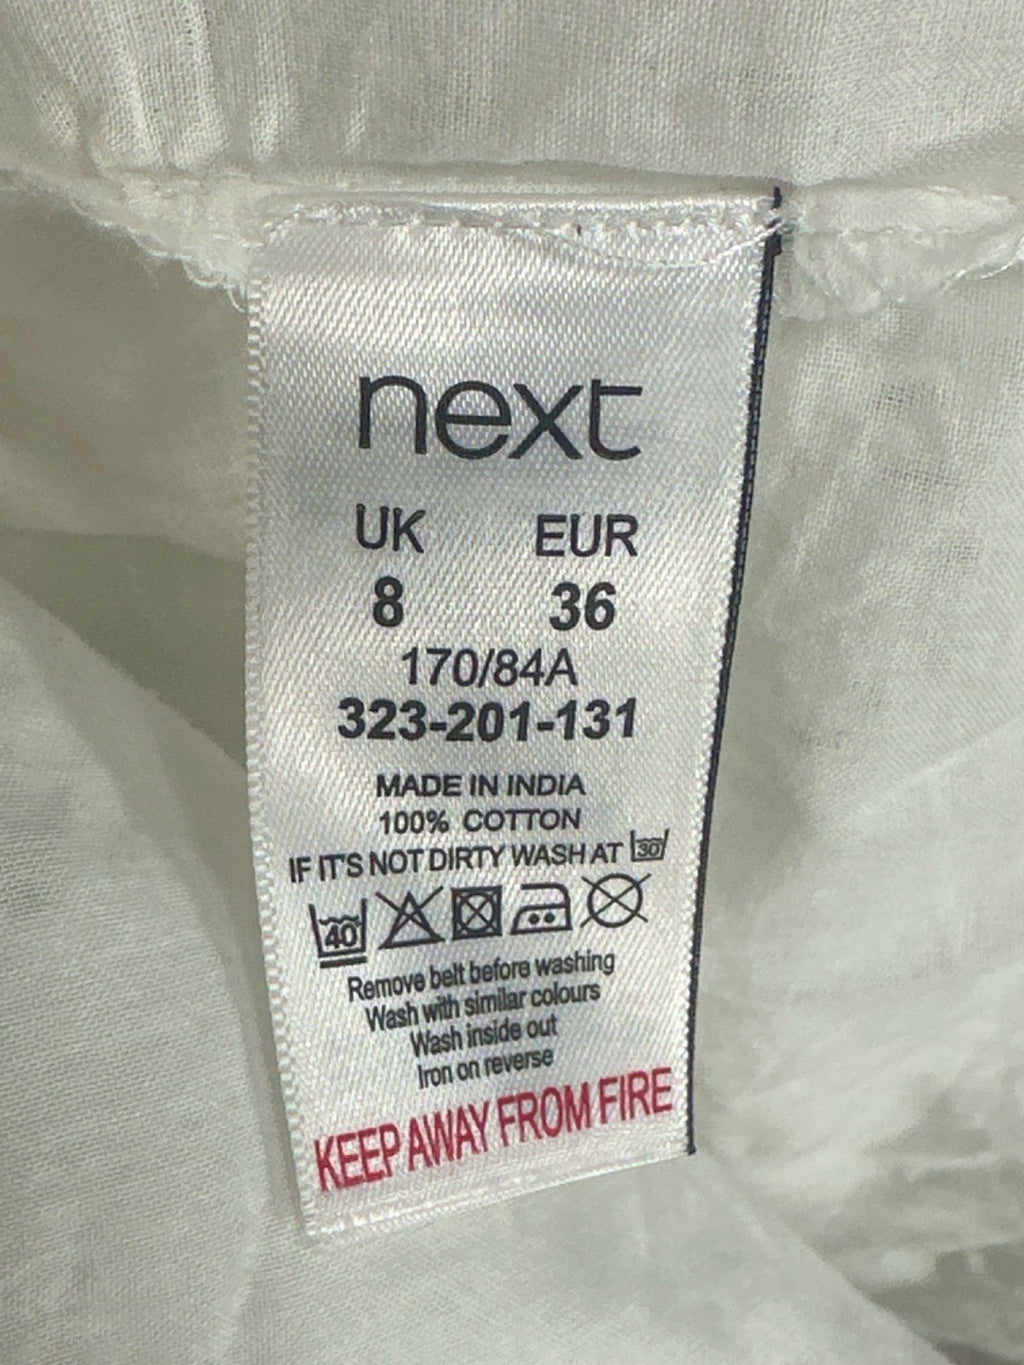 next
UK EUR
8 36
170/84A
323-201-131
MADE IN INDIA
100% COTTON
IF IT'S NOT DIRTY WASH AT 30
40
Remove belt before washing
Wash with similar colours
Wash inside out
Iron on reverse
KEEP AWAY FROM FIRE